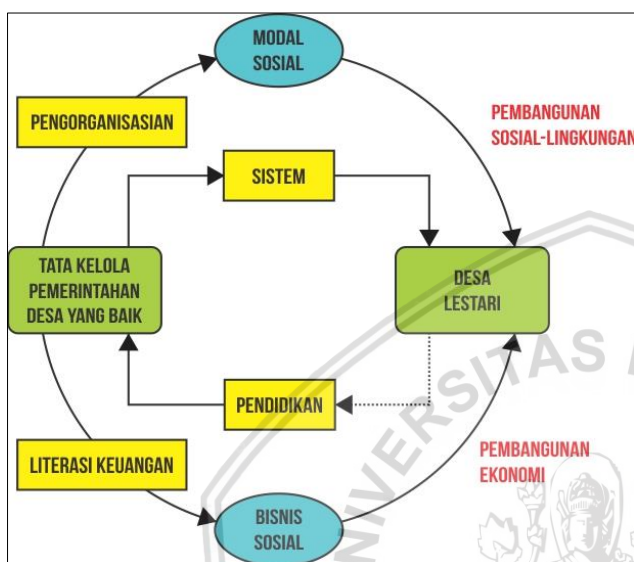 MODAL
SOSIAL
PENGORGANISASIAN
PEMBANGUNAN
SOSIAL-LINGKUNGAN
SISTEM
TATA KELOLA
PEMERINTAHAN
DESA YANG BAIK
DESA
LESTARI
PENDIDIKAN
LITERASI KEUANGAN
PEMBANGUNAN
EKONOMI
BISNIS
SOSIAL